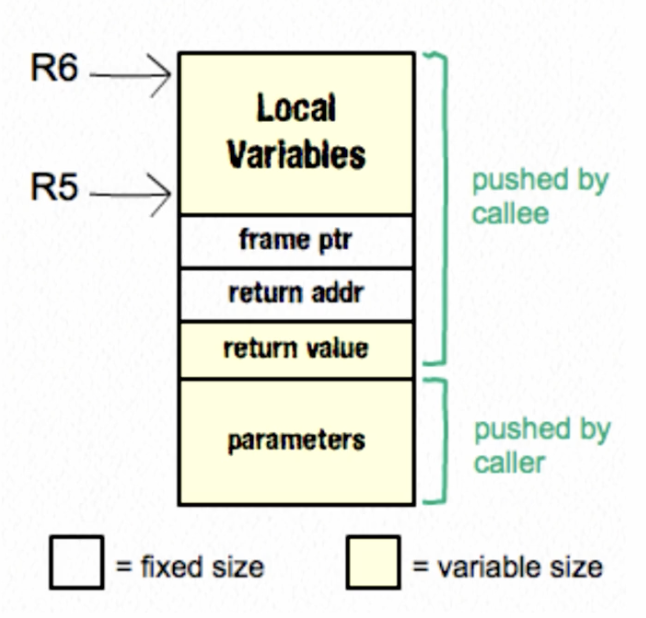 R6
Local
Variables
R5
pushed by
callee
frame ptr
return addr
return value
parameters
pushed by
caller
= fixed size
= variable size